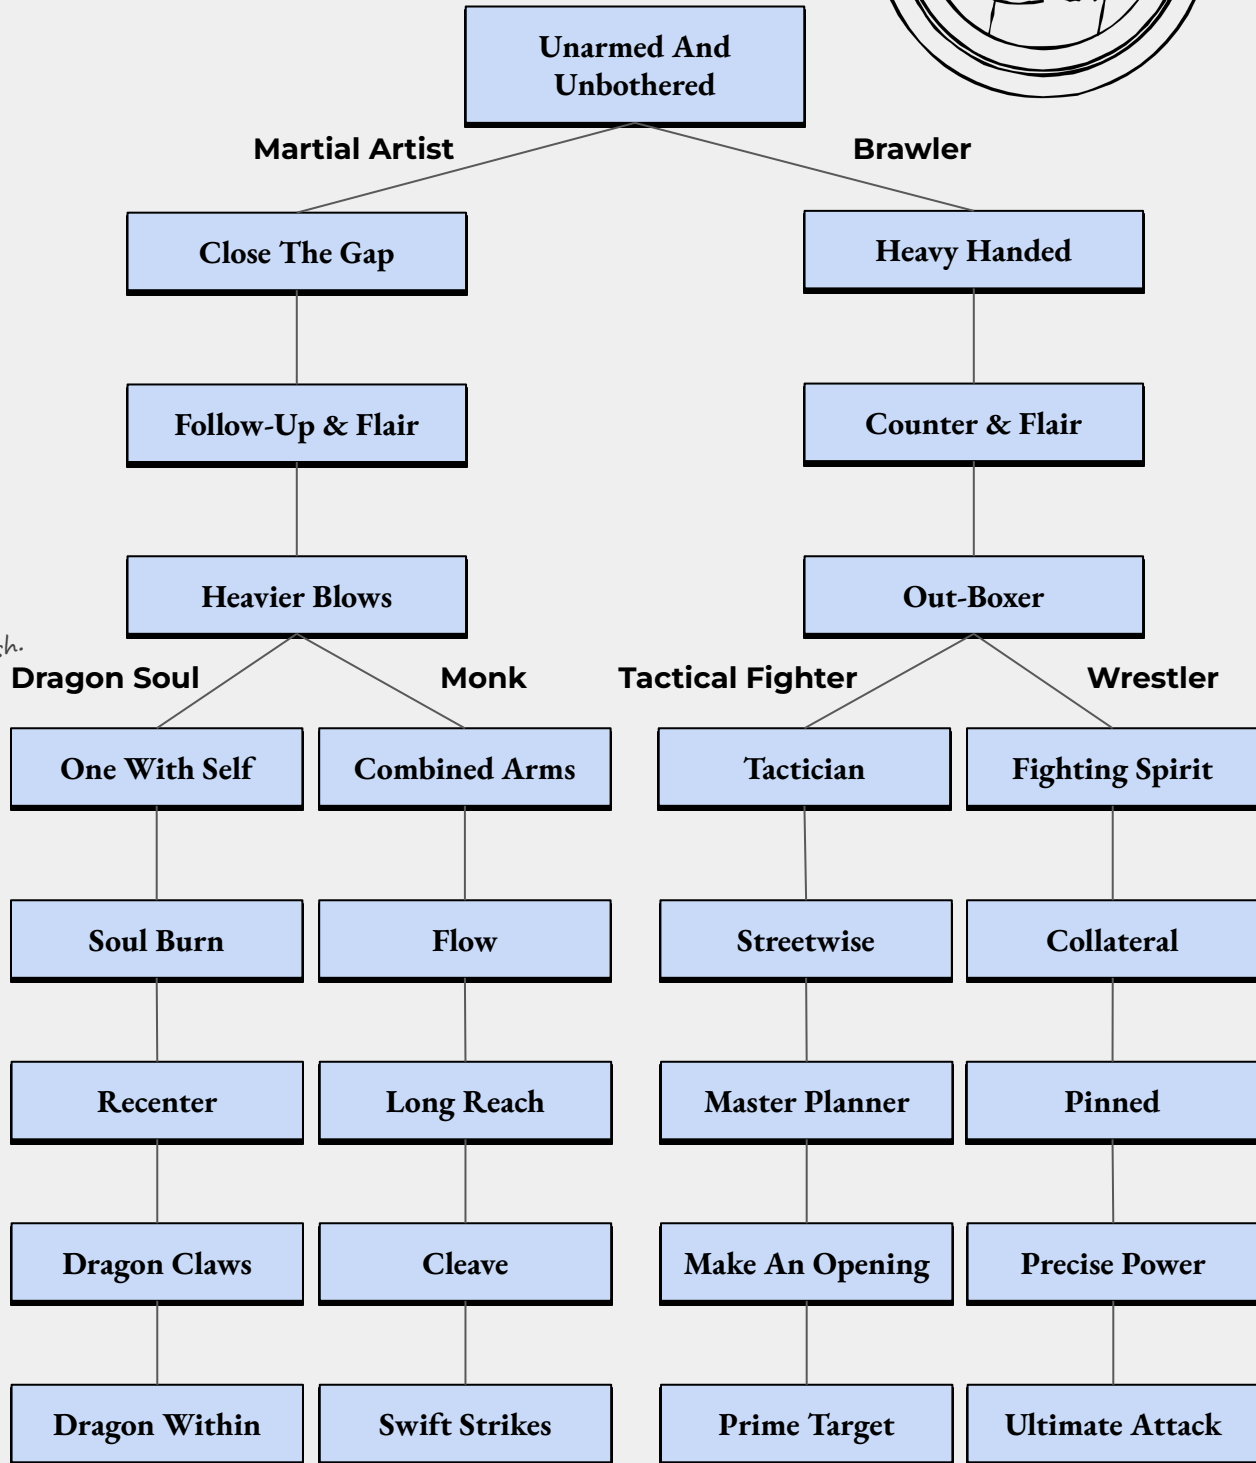 Unarmed And
Unbothered
Martial Artist
Brawler
Close The Gap
Heavy Handed
Follow-Up & Flair
Counter & Flair
Heavier Blows
Out-Boxer
Dragon Soul
Monk
Tactical Fighter
Wrestler
One With Self
Combined Arms
Tactician
Fighting Spirit
Soul Burn
Flow
Streetwise
Collateral
Recenter
Long Reach
Master Planner
Pinned
Dragon Claws
Cleave
Make An Opening
Precise Power
Dragon Within
Swift Strikes
Prime Target
Ultimate Attack